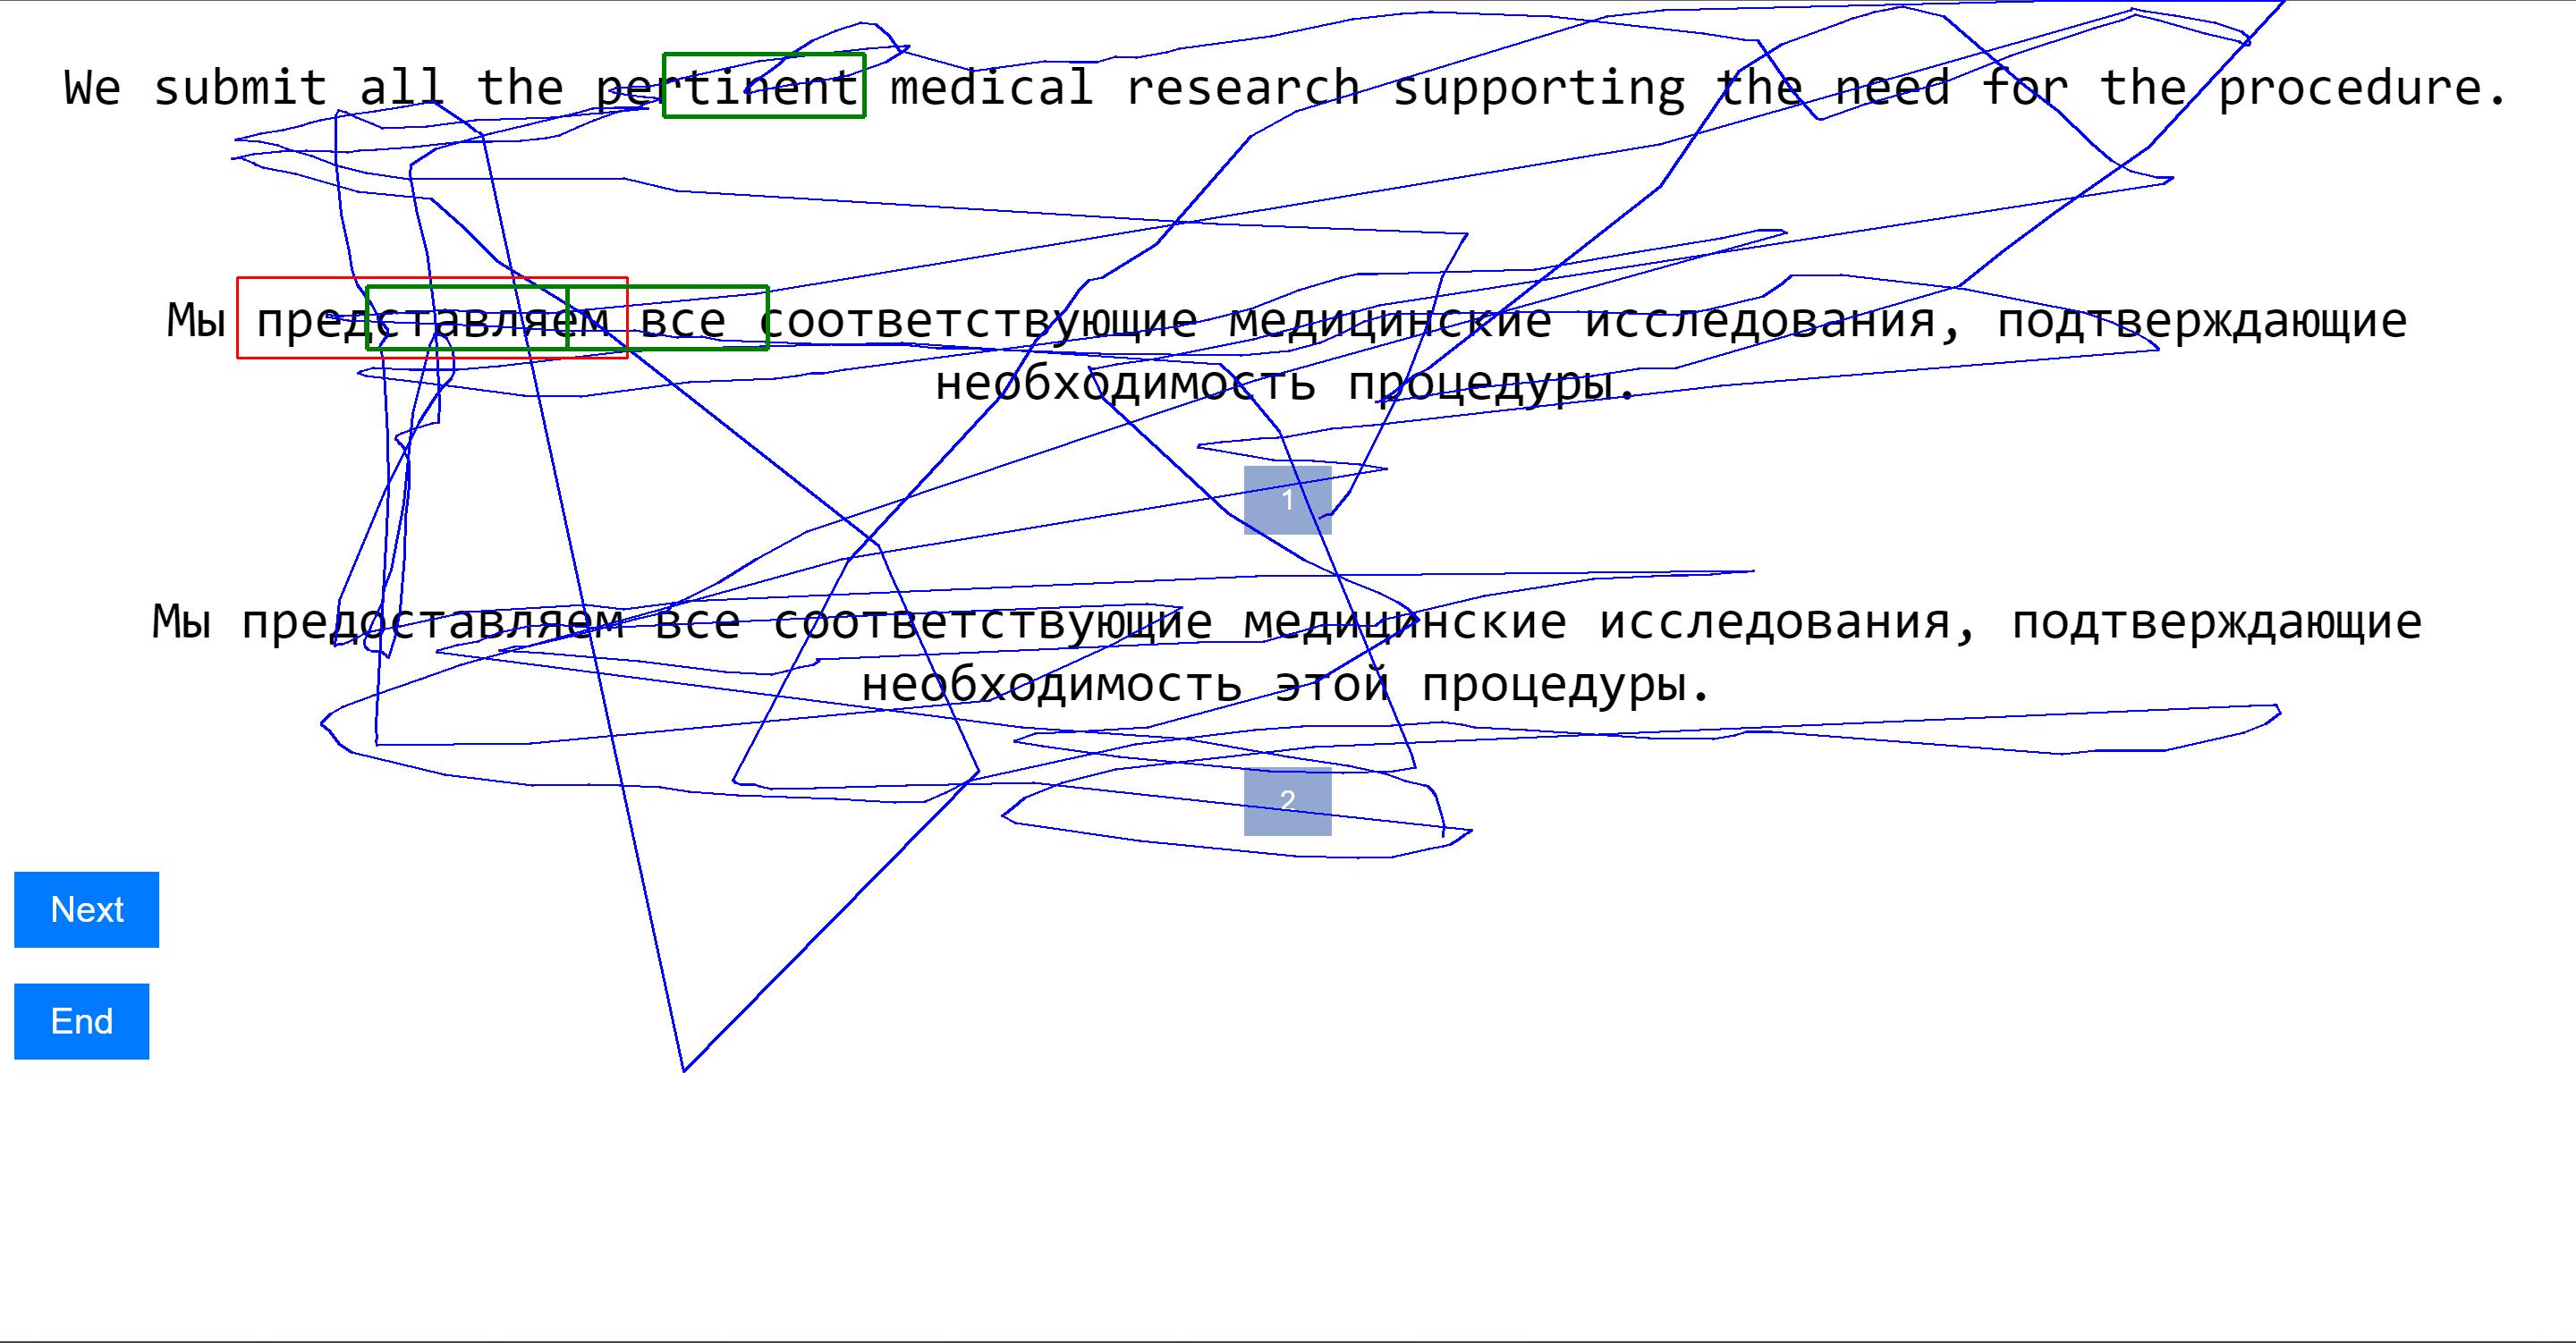 We submit all the pertinent medical research supporting the need for the procedure.
Мы представляем все соответствующие медицинские исследования, подтверждающие
необходимость процедуры.
1
Мы предоставляем все соответствующие медицинские исследования, подтверждающие
необходимость этой процедуры.
2
Next
End